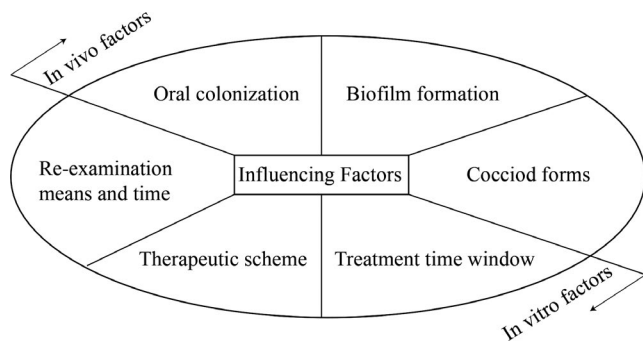 In vivo factors
Oral colonization
Biofilm formation
Re-examination
means and time
Influencing Factors
Cocciod forms
Therapeutic scheme
Treatment time window
In vitro factors